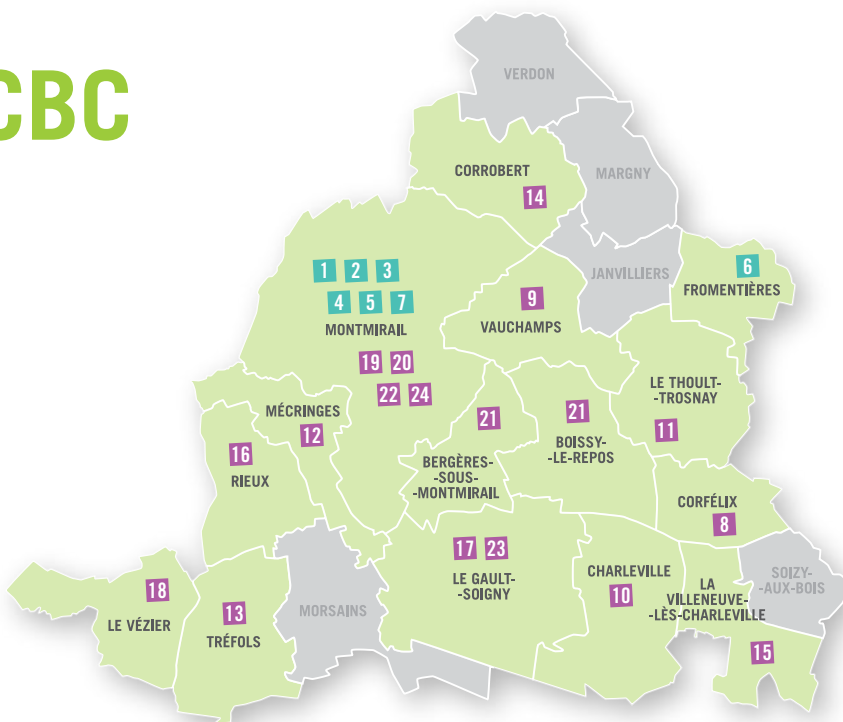 CBC
VERDON
CORROBERT
MARGNY
14
1 2 3
6
JANVILLIERS
FROMENTIÈRES
4 5 7
9
MONTMIRAIL
VAUCHAMPS
19 20
LE THOULT-
-TROSNAY
22 24
MÉCRINGES
21
21
12
11
16
BOISSY-
-LE-REPOS
RIEUX
BERGÈRES-
-SOUS-
-MONTMIRAIL
CORFÉLIX
8
17 23
CHARLEVILLE
LE GAULT-
-SOIGNY
10
LA
VILLENEUVE-
-LÈS-CHARLEVILLE
SOIZY-
-AUX-BOIS
18
LE VÉZIER
13
TRÉFOLS
MORSAINS
15